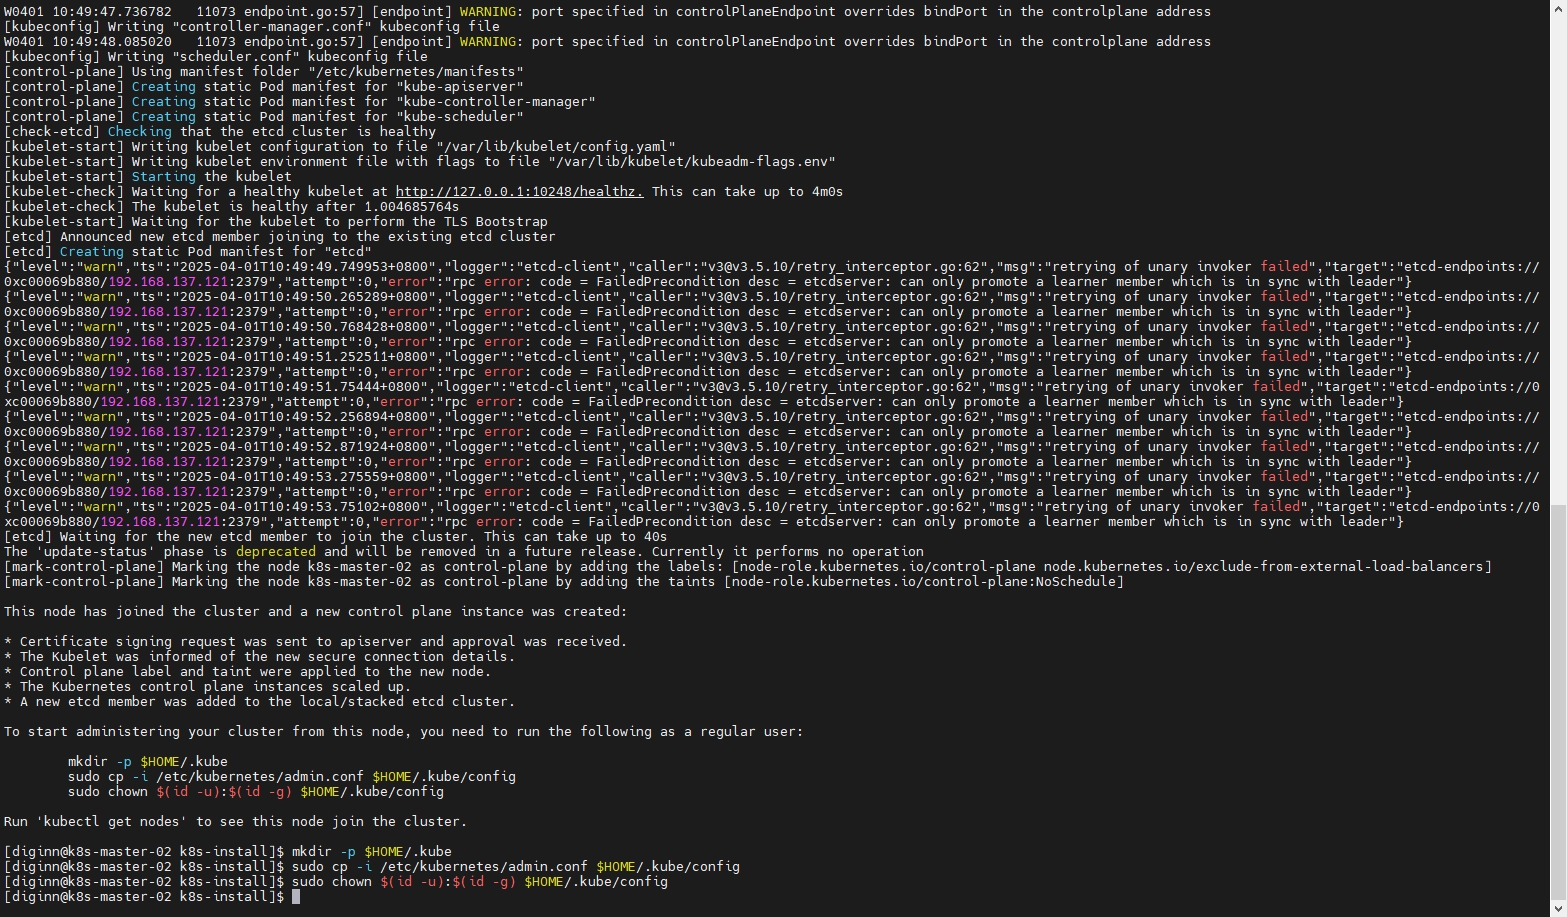 W0401 10:49:47.736782   11073 endpoint.go:57] [endpoint] WARNING: port specified in controlPlaneEndpoint overrides bindPort in the controlplane address
[kubeconfig] Writing "controller-manager.conf" kubeconfig file
W0401 10:49:48.085020   11073 endpoint.go:57] [endpoint] WARNING: port specified in controlPlaneEndpoint overrides bindPort in the controlplane address
[kubeconfig] Writing "scheduler.conf" kubeconfig file
[control-plane] Using manifest folder "/etc/kubernetes/manifests"
[control-plane] Creating static Pod manifest for "kube-apiserver"
[control-plane] Creating static Pod manifest for "kube-controller-manager"
[control-plane] Creating static Pod manifest for "kube-scheduler"
[check-etcd] Checking that the etcd cluster is healthy
[kubelet-start] Writing kubelet configuration to file "/var/lib/kubelet/config.yaml"
[kubelet-start] Writing kubelet environment file with flags to file "/var/lib/kubelet/kubeadm-flags.env"
[kubelet-start] Starting the kubelet
[kubelet-check] Waiting for a healthy kubelet at http://127.0.0.1:10248/healthz. This can take up to 4m0s
[kubelet-check] The kubelet is healthy after 1.004685764s
[kubelet-start] Waiting for the kubelet to perform the TLS Bootstrap
[etcd] Announced new etcd member joining to the existing etcd cluster
[etcd] Creating static Pod manifest for "etcd"
{"level":"warn","ts":"2025-04-01T10:49:49.749953+0800","logger":"etcd-client","caller":"v3@v3.5.10/retry_interceptor.go:62","msg":"retrying of unary invoker failed","target":"etcd-endpoints://
0xc00069b880/192.168.137.121:2379","attempt":0,"error":"rpc error: code = FailedPrecondition desc = etcdserver: can only promote a learner member which is in sync with leader"}
{"level":"warn","ts":"2025-04-01T10:49:50.265289+0800","logger":"etcd-client","caller":"v3@v3.5.10/retry_interceptor.go:62","msg":"retrying of unary invoker failed","target":"etcd-endpoints://
0xc00069b880/192.168.137.121:2379","attempt":0,"error":"rpc error: code = FailedPrecondition desc = etcdserver: can only promote a learner member which is in sync with leader"}
{"level":"warn","ts":"2025-04-01T10:49:50.768428+0800","logger":"etcd-client","caller":"v3@v3.5.10/retry_interceptor.go:62","msg":"retrying of unary invoker failed","target":"etcd-endpoints://
0xc00069b880/192.168.137.121:2379","attempt":0,"error":"rpc error: code = FailedPrecondition desc = etcdserver: can only promote a learner member which is in sync with leader"}
{"level":"warn","ts":"2025-04-01T10:49:51.252511+0800","logger":"etcd-client","caller":"v3@v3.5.10/retry_interceptor.go:62","msg":"retrying of unary invoker failed","target":"etcd-endpoints://
0xc00069b880/192.168.137.121:2379","attempt":0,"error":"rpc error: code = FailedPrecondition desc = etcdserver: can only promote a learner member which is in sync with leader"}
{"level":"warn","ts":"2025-04-01T10:49:51.75444+0800","logger":"etcd-client","caller":"v3@v3.5.10/retry_interceptor.go:62","msg":"retrying of unary invoker failed","target":"etcd-endpoints://0
xc00069b880/192.168.137.121:2379","attempt":0,"error":"rpc error: code = FailedPrecondition desc = etcdserver: can only promote a learner member which is in sync with leader"}
{"level":"warn","ts":"2025-04-01T10:49:52.256894+0800","logger":"etcd-client","caller":"v3@v3.5.10/retry_interceptor.go:62","msg":"retrying of unary invoker failed","target":"etcd-endpoints://
0xc00069b880/192.168.137.121:2379","attempt":0,"error":"rpc error: code = FailedPrecondition desc = etcdserver: can only promote a learner member which is in sync with leader"}
{"level":"warn","ts":"2025-04-01T10:49:52.871924+0800","logger":"etcd-client","caller":"v3@v3.5.10/retry_interceptor.go:62","msg":"retrying of unary invoker failed","target":"etcd-endpoints://
0xc00069b880/192.168.137.121:2379","attempt":0,"error":"rpc error: code = FailedPrecondition desc = etcdserver: can only promote a learner member which is in sync with leader"}
{"level":"warn","ts":"2025-04-01T10:49:53.275559+0800","logger":"etcd-client","caller":"v3@v3.5.10/retry_interceptor.go:62","msg":"retrying of unary invoker failed","target":"etcd-endpoints://
0xc00069b880/192.168.137.121:2379","attempt":0,"error":"rpc error: code = FailedPrecondition desc = etcdserver: can only promote a learner member which is in sync with leader"}
{"level":"warn","ts":"2025-04-01T10:49:53.75102+0800","logger":"etcd-client","caller":"v3@v3.5.10/retry_interceptor.go:62","msg":"retrying of unary invoker failed","target":"etcd-endpoints://0
xc00069b880/192.168.137.121:2379","attempt":0,"error":"rpc error: code = FailedPrecondition desc = etcdserver: can only promote a learner member which is in sync with leader"}
[etcd] Waiting for the new etcd member to join the cluster. This can take up to 40s
The 'update-status' phase is deprecated and will be removed in a future release. Currently it performs no operation
[mark-control-plane] Marking the node k8s-master-02 as control-plane by adding the labels: [node-role.kubernetes.io/control-plane node.kubernetes.io/exclude-from-external-load-balancers]
[mark-control-plane] Marking the node k8s-master-02 as control-plane by adding the taints [node-role.kubernetes.io/control-plane:NoSchedule]

This node has joined the cluster and a new control plane instance was created:

* Certificate signing request was sent to apiserver and approval was received.
* The Kubelet was informed of the new secure connection details.
* Control plane label and taint were applied to the new node.
* The Kubernetes control plane instances scaled up.
* A new etcd member was added to the local/stacked etcd cluster.

To start administering your cluster from this node, you need to run the following as a regular user:

        mkdir -p $HOME/.kube
        sudo cp -i /etc/kubernetes/admin.conf $HOME/.kube/config
        sudo chown $(id -u):$(id -g) $HOME/.kube/config

Run 'kubectl get nodes' to see this node join the cluster.

[diginn@k8s-master-02 k8s-install]$ mkdir -p $HOME/.kube
[diginn@k8s-master-02 k8s-install]$ sudo cp -i /etc/kubernetes/admin.conf $HOME/.kube/config
[diginn@k8s-master-02 k8s-install]$ sudo chown $(id -u):$(id -g) $HOME/.kube/config
[diginn@k8s-master-02 k8s-install]$